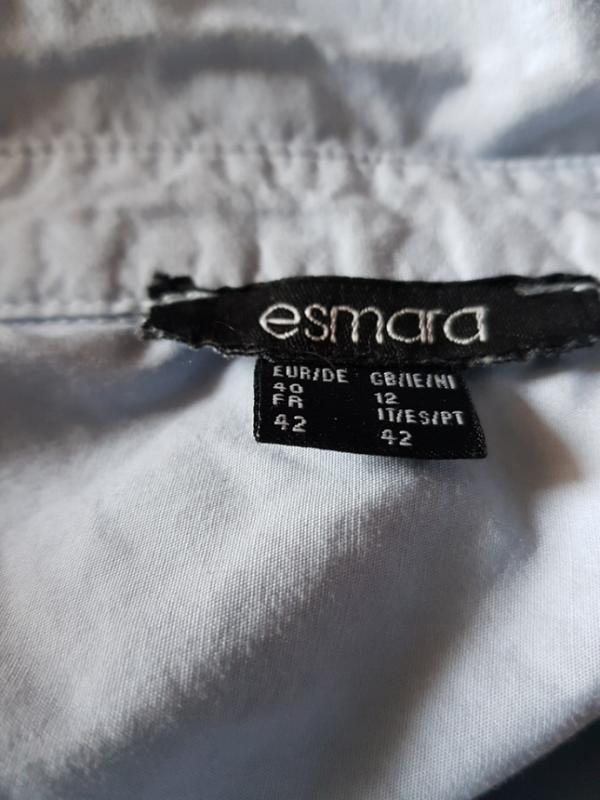 esmara
EUR/DE GB/IE/NI
40 12
FR IT/ES/PT
42 42